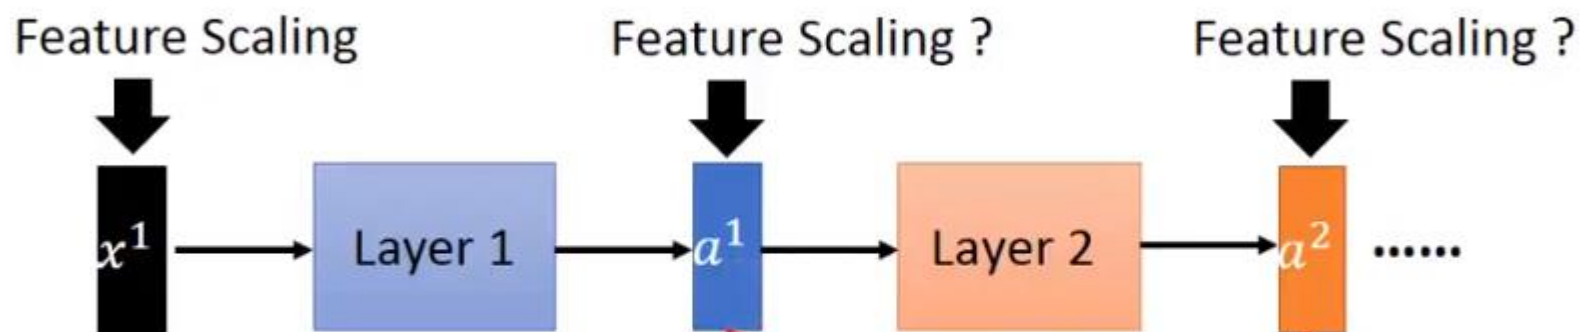 Feature Scaling Feature Scaling ? Feature Scaling ?
x¹ Layer 1 a¹ Layer 2 a² ......